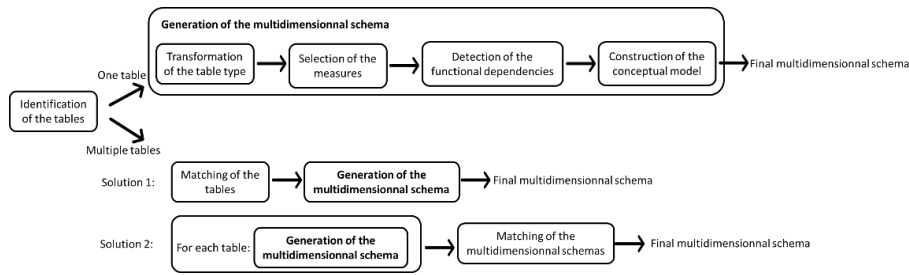 Generation of the multidimensionnal schema
Transformation
of the table type
Selection of the
measures
Detection of the
functional dependencies
Construction of the
conceptual model
Final multidimensionnal schema
One table
Identification
of the tables
Multiple tables
Solution 1:
Matching of the
tables
Generation of the
multidimensionnal schema
Final multidimensionnal schema
Solution 2:
For each table:
Generation of the
multidimensionnal schema
Matching of the
multidimensionnal schemas
Final multidimensionnal schema